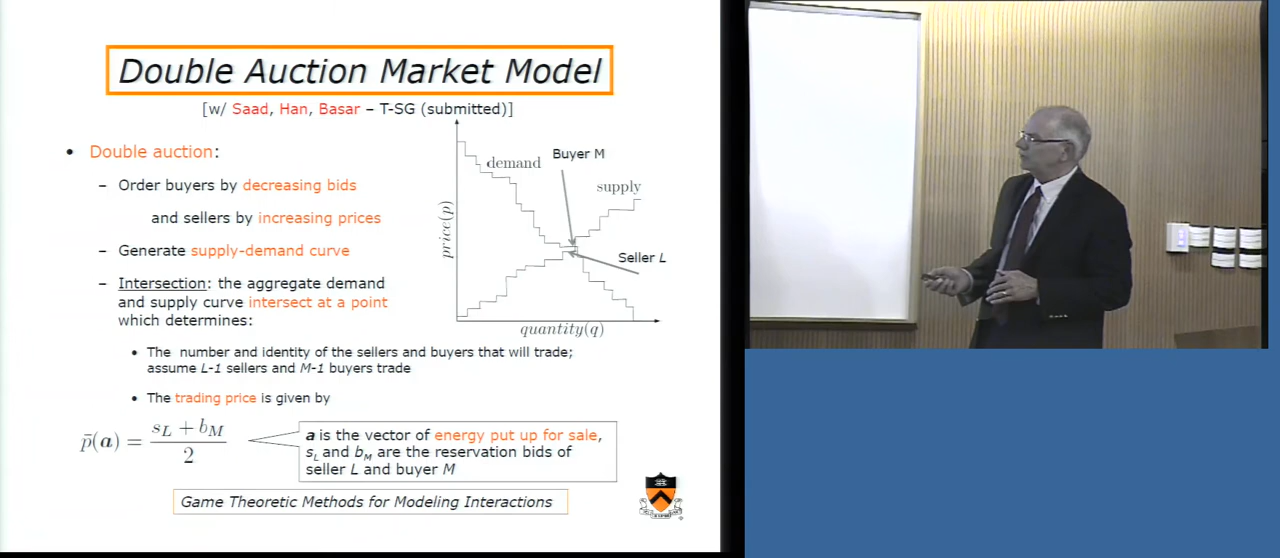 Double Auction Market Model
[w/ Saad, Han, Basar – T-SG (submitted)]
• Double auction:
– Order buyers by decreasing bids
and sellers by increasing prices
– Generate supply-demand curve
– Intersection: the aggregate demand
and supply curve intersect at a point
which determines:
• The number and identity of the sellers and buyers that will trade;
assume L-1 sellers and M-1 buyers trade
• The trading price is given by
p̄(a) = (s_L + b_M) / 2
a is the vector of energy put up for sale,
s_L and b_M are the reservation bids of
seller L and buyer M
Buyer M
demand
supply
Seller L
price(p)
quantity(q)
Game Theoretic Methods for Modeling Interactions